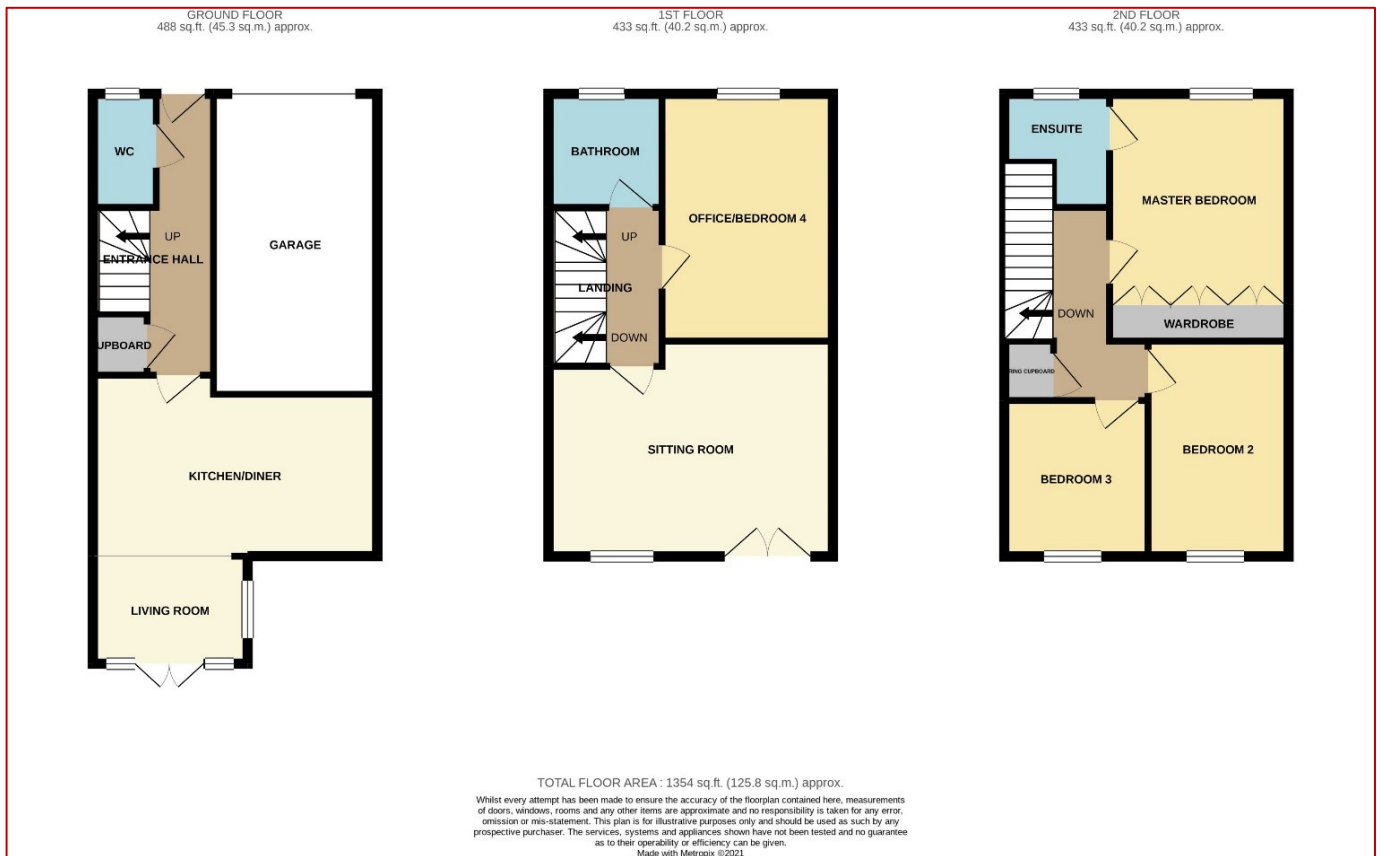 GROUND FLOOR
488 sq.ft. (45.3 sq.m.) approx.
WC
UP
ENTRANCE HALL
UPBOARD
GARAGE
KITCHEN/DINER
LIVING ROOM
1ST FLOOR
433 sq.ft. (40.2 sq.m.) approx.
BATHROOM
OFFICE/BEDROOM 4
UP
LANDING
DOWN
SITTING ROOM
2ND FLOOR
433 sq.ft. (40.2 sq.m.) approx.
ENSUITE
MASTER BEDROOM
DOWN
WARDROBE
RING CUPBOARD
BEDROOM 2
BEDROOM 3
TOTAL FLOOR AREA : 1354 sq.ft. (125.8 sq.m.) approx.
Whilst every attempt has been made to ensure the accuracy of the floorplan contained here, measurements
of doors, windows, rooms and any other items are approximate and no responsibility is taken for any error,
omission or mis-statement. This plan is for illustrative purposes only and should be used as such by any
prospective purchaser. The services, systems and appliances shown have not been tested and no guarantee
as to their operability or efficiency can be given.
Made with Metropix ©2021